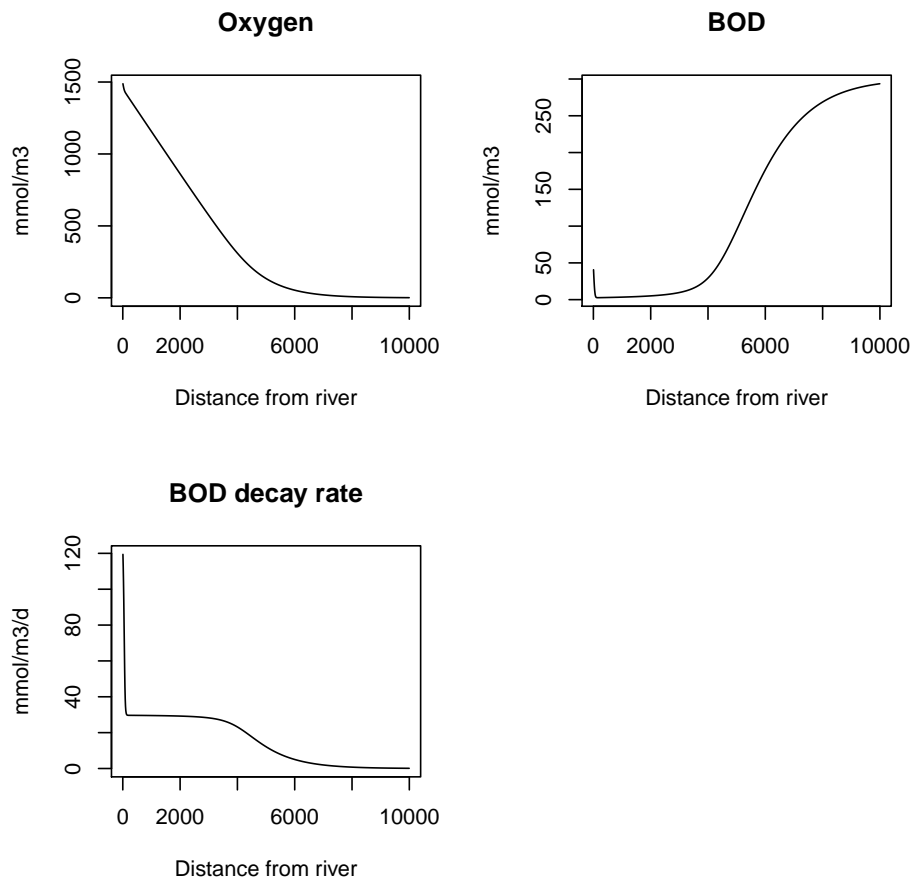 Oxygen
mmol/m3
0
500
1000
1500
0 2000 6000 10000
Distance from river
BOD
mmol/m3
0
50
150
250
0 2000 6000 10000
Distance from river
BOD decay rate
mmol/m3/d
0
40
80
120
0 2000 6000 10000
Distance from river